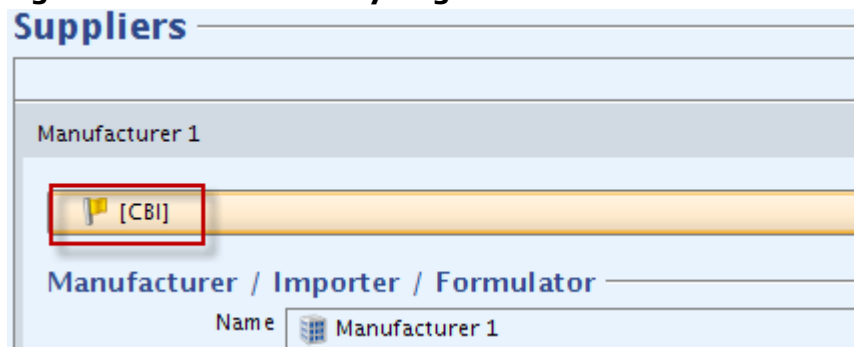 Suppliers
Manufacturer 1
[CBI]
Manufacturer / Importer / Formulator
Name Manufacturer 1